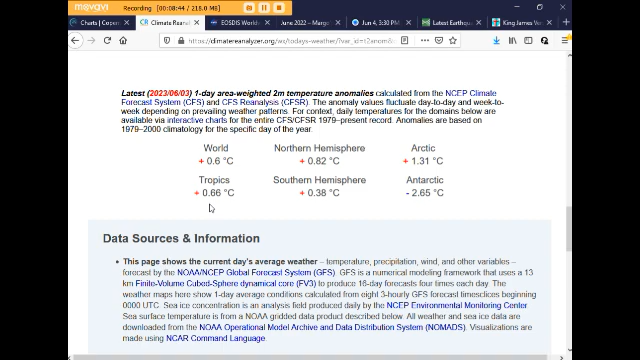 movavi
Recording
00:08:44 / 218.0 M
Charts | Copen
Climate Reanaly
EOSDIS World
June 2022 - Margo
Jun 4, 3:30 PM
Latest Earthqua
King James Ver
https://climatereanalyzer.org/wx/todays-weather/?var_id=t2anom&
Latest (2023/06/03) 1-day area-weighted 2m temperature anomalies calculated from the NCEP Climate
Forecast System (CFS) and CFS Reanalysis (CFSR). The anomaly values fluctuate day-to-day and week-to-
week depending on prevailing weather patterns. For context, daily temperatures for the domains below are
available via interactive charts for the entire CFS/CFSR 1979–present record. Anomalies are based on
1979–2000 climatology for the specific day of the year.
World Northern Hemisphere Arctic
+ 0.6 °C + 0.82 °C + 1.31 °C
Tropics Southern Hemisphere Antarctic
+ 0.66 °C + 0.38 °C - 2.65 °C
Data Sources & Information
• This page shows the current day's average weather – temperature, precipitation, wind, and other variables –
forecast by the NOAA/NCEP Global Forecast System (GFS). GFS is a numerical modeling framework that uses a 13
km Finite-Volume Cubed-Sphere dynamical core (FV3) to produce 16-day forecasts four times each day. The
weather maps here show 1-day average conditions calculated from eight 3-hourly GFS forecast timeslices beginning
0000 UTC. Sea ice concentration is an analysis field produced daily by the NCEP Environmental Monitoring Center.
Sea surface temperature is from a NOAA gridded data product described below. All weather and sea ice data are
downloaded from the NOAA Operational Model Archive and Data Distribution System (NOMADS). Visualizations are
made using NCAR Command Language.